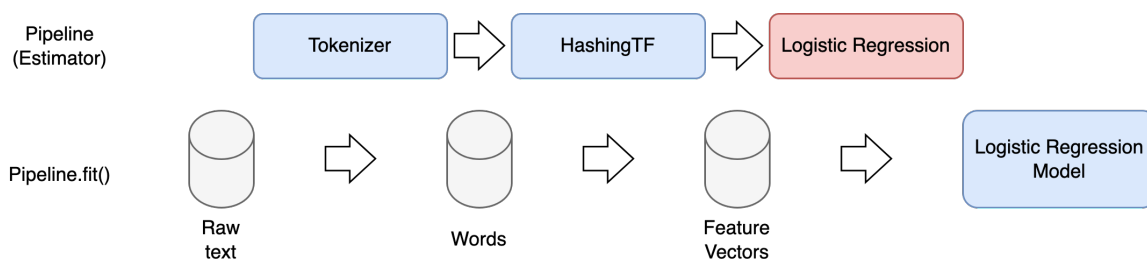 Pipeline
(Estimator)
Tokenizer
HashingTF
Logistic Regression
Pipeline.fit()
Raw
text
Words
Feature
Vectors
Logistic Regression
Model